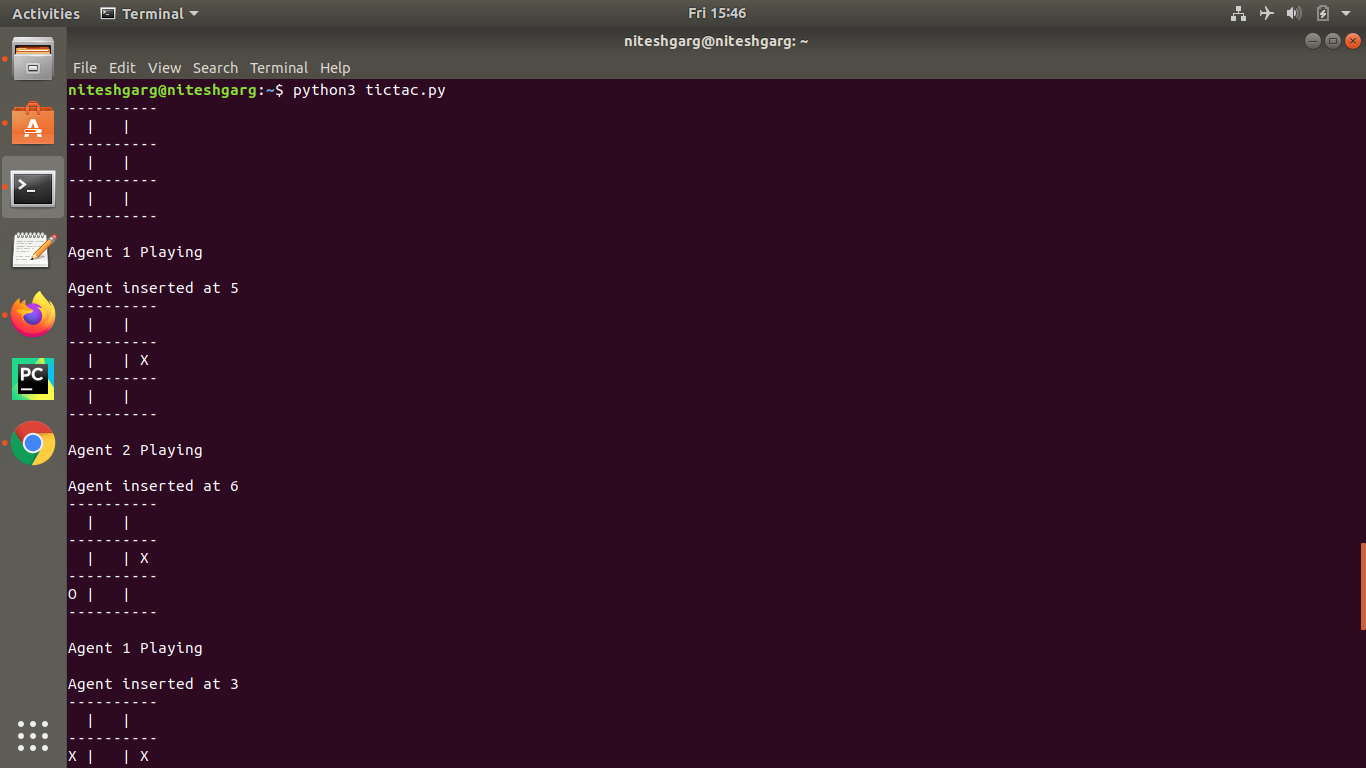 Activities Terminal Fri 15:46
niteshgarg@niteshgarg: ~
File Edit View Search Terminal Help
niteshgarg@niteshgarg:~$ python3 tictac.py
----------
  |   |
----------
  |   |
----------
  |   |
----------
Agent 1 Playing
Agent inserted at 5
----------
  |   |
----------
  |   | X
----------
  |   |
----------
Agent 2 Playing
Agent inserted at 6
----------
  |   |
----------
  |   | X
----------
O |   |
----------
Agent 1 Playing
Agent inserted at 3
----------
  |   |
----------
X |   | X
PC